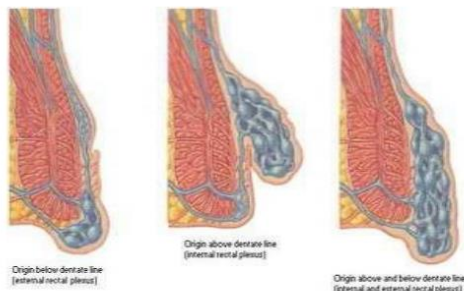 Origin below dentate line
(external rectal plexus)
Origin above dentate line
(internal rectal plexus)
Origin above and below dentate line
(internal and external rectal plexus)